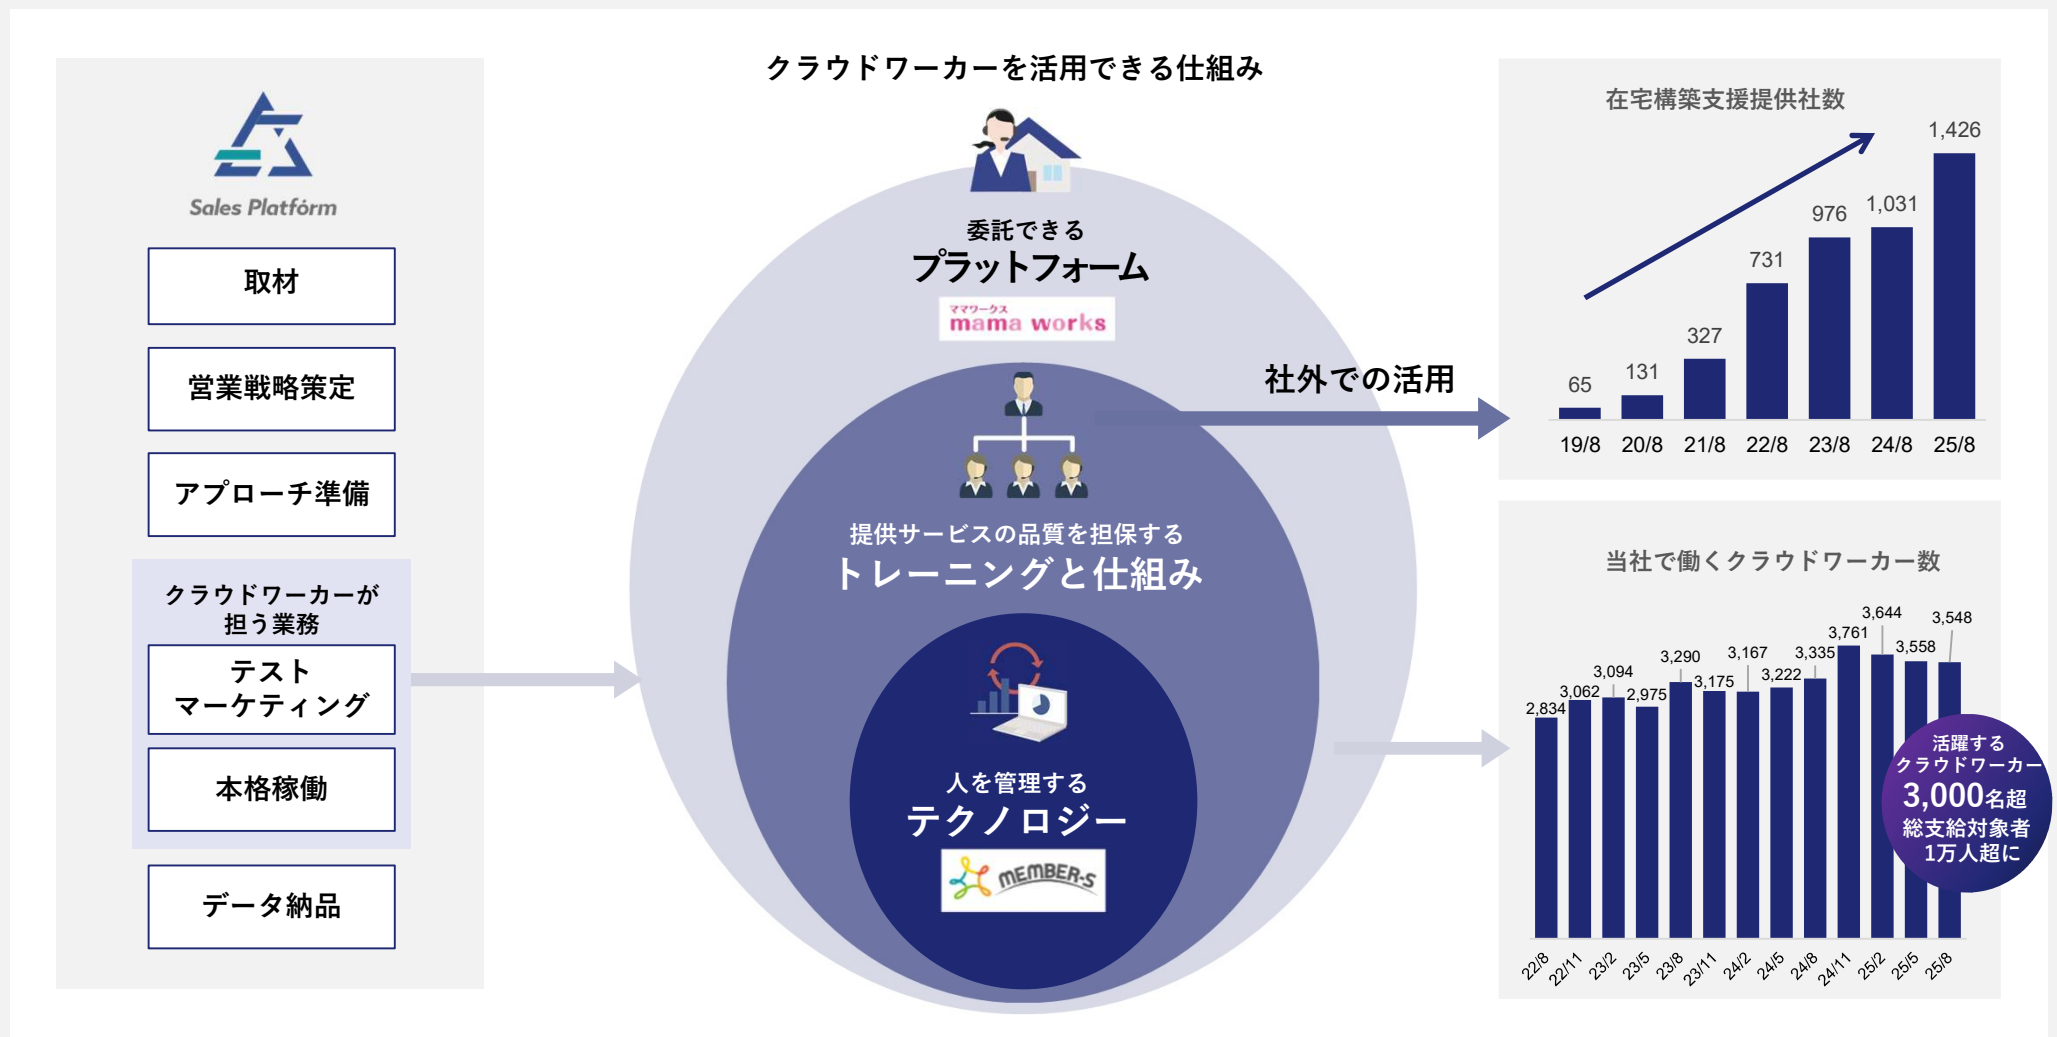 クラウドワーカーを活用できる仕組み
Sales Platform
取材
営業戦略策定
アプローチ準備
クラウドワーカーが
担う業務
テスト
マーケティング
本格稼働
データ納品
委託できる
プラットフォーム
ママワークス
mama works
提供サービスの品質を担保する
トレーニングと仕組み
人を管理する
テクノロジー
MEMBER-S
社外での活用
在宅構築支援提供社数
65
131
327
731
976
1,031
1,426
19/8
20/8
21/8
22/8
23/8
24/8
25/8
当社で働くクラウドワーカー数
2,834
3,062
3,094
2,975
3,290
3,175
3,167
3,222
3,335
3,761
3,644
3,558
3,548
22/8
22/11
23/2
23/5
23/8
23/11
24/2
24/5
24/8
24/11
25/2
25/5
25/8
活躍する
クラウドワーカー
3,000名超
総支給対象者
1万人超に